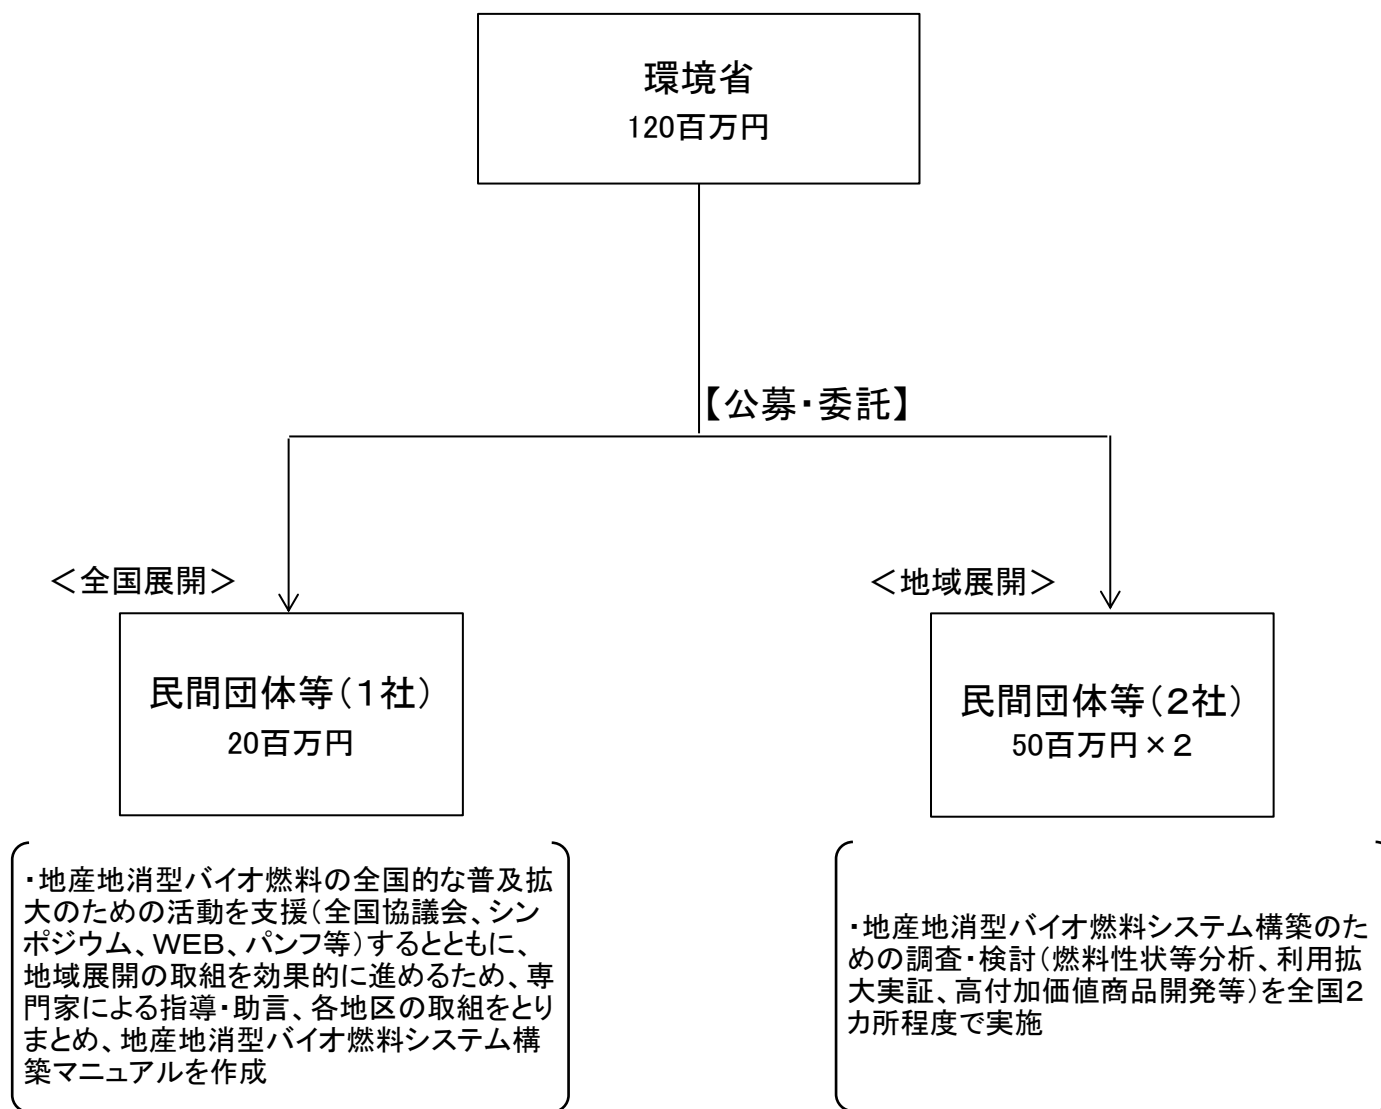 環境省
120百万円
【公募・委託】
＜全国展開＞
民間団体等（１社）
20百万円
・地産地消型バイオ燃料の全国的な普及拡
大のための活動を支援（全国協議会、シン
ポジウム、ＷＥＢ、パンフ等）するとともに、
地域展開の取組を効果的に進めるため、専
門家による指導・助言、各地区の取組をとり
まとめ、地産地消型バイオ燃料システム構
築マニュアルを作成
＜地域展開＞
民間団体等（２社）
50百万円×２
・地産地消型バイオ燃料システム構築のた
めの調査・検討（燃料性状等分析、利用拡
大実証、高付加価値商品開発等）を全国２
カ所程度で実施